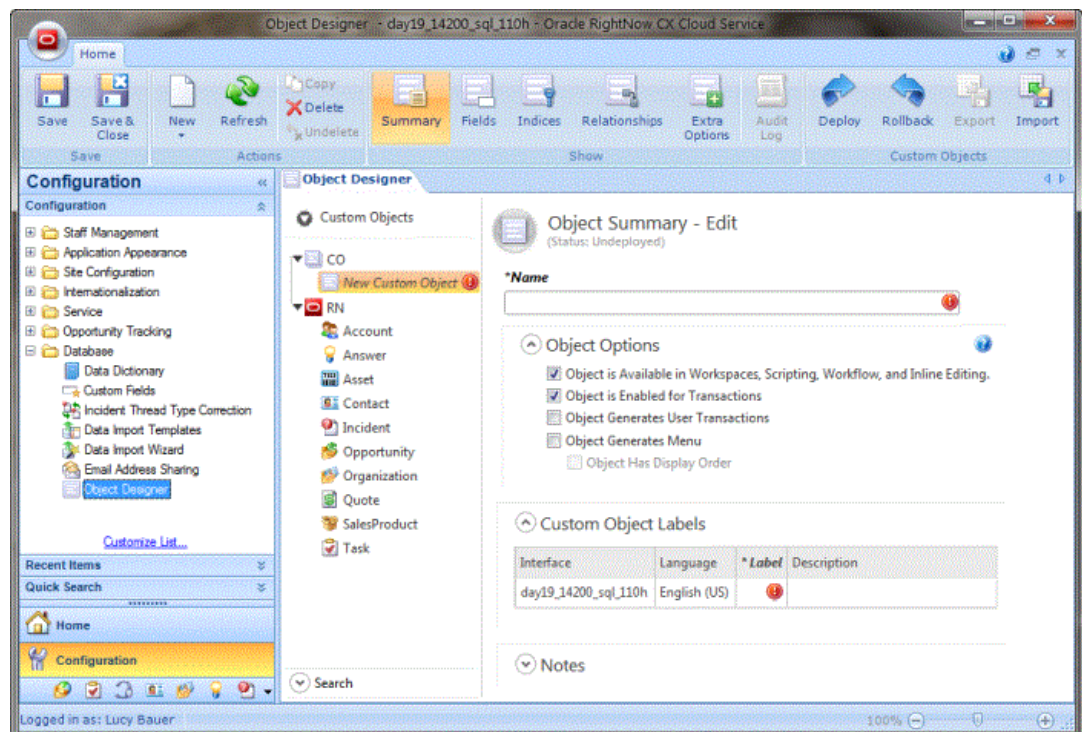 Object Designer - day19_14200_sql_110h - Oracle RightNow CX Cloud Service
Home
Save
Save & Close
New
Refresh
Copy
Delete
Undelete
Summary
Fields
Indices
Relationships
Extra Options
Audit Log
Deploy
Rollback
Export
Import
Save
Actions
Show
Custom Objects
Configuration
Configuration
Staff Management
Application Appearance
Site Configuration
Internationalization
Service
Opportunity Tracking
Database
Data Dictionary
Custom Fields
Incident Thread Type Correction
Data Import Templates
Data Import Wizard
Email Address Sharing
Object Designer
Customize List...
Recent Items
Quick Search
Home
Configuration
Object Designer
Custom Objects
CO
New Custom Object
RN
Account
Answer
Asset
Contact
Incident
Opportunity
Organization
Quote
SalesProduct
Task
Search
Object Summary - Edit
(Status: Undeployed)
*Name
Object Options
Object is Available in Workspaces, Scripting, Workflow, and Inline Editing.
Object is Enabled for Transactions
Object Generates User Transactions
Object Generates Menu
Object Has Display Order
Custom Object Labels
Interface Language *Label Description
day19_14200_sql_110h English (US)
Notes
Logged in as: Lucy Bauer
100%